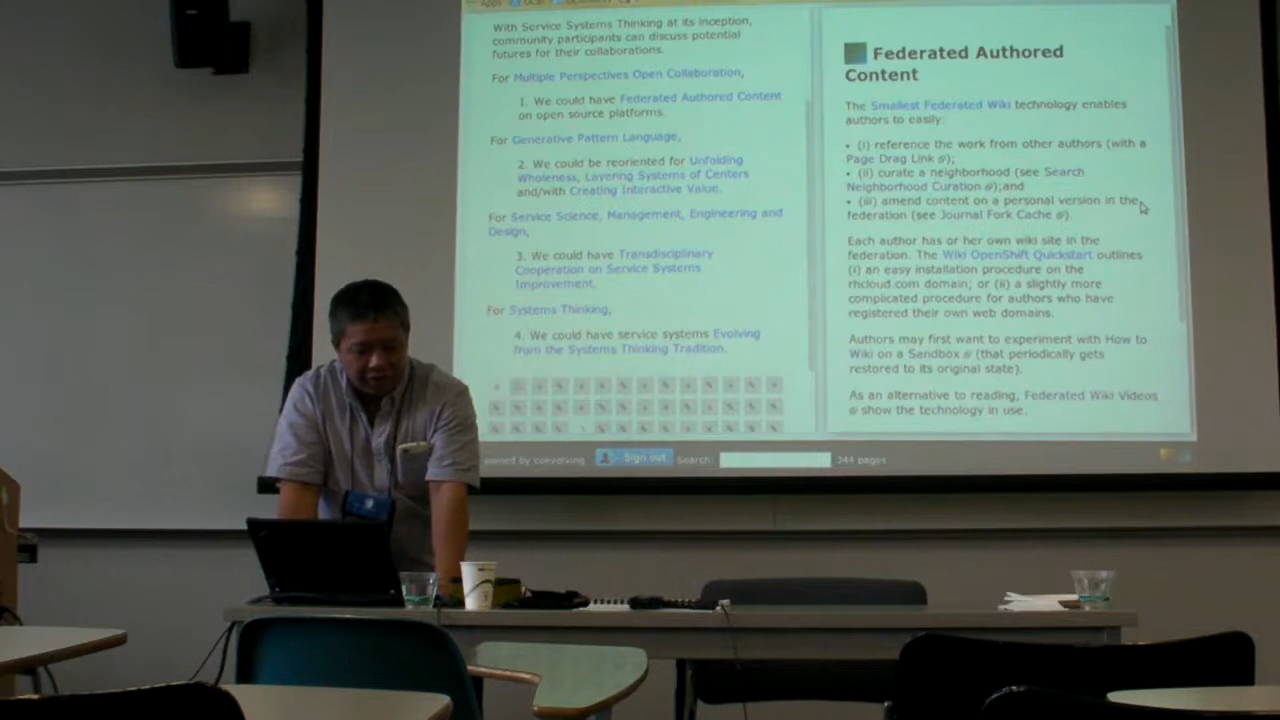 Apps
With Service Systems Thinking at its inception,
community participants can discuss potential
futures for their collaborations.
For Multiple Perspectives Open Collaboration,
1. We could have Federated Authored Content
on open source platforms.
For Generative Pattern Language,
2. We could be reoriented for Unfolding
Wholeness, Layering Systems of Centers
and/with Creating Interactive Value.
For Service Science, Management, Engineering and
Design,
3. We could have Transdisciplinary
Cooperation on Service Systems
Improvement.
For Systems Thinking,
4. We could have service systems Evolving
from the Systems Thinking Tradition.
Federated Authored
Content
The Smallest Federated Wiki technology enables
authors to easily:
• (i) reference the work from other authors (with a
Page Drag Link);
• (ii) curate a neighborhood (see Search
Neighborhood Curation);and
• (iii) amend content on a personal version in the
federation (see Journal Fork Cache).
Each author has or her own wiki site in the
federation. The Wiki OpenShift Quickstart outlines
(i) an easy installation procedure on the
rhcloud.com domain; or (ii) a slightly more
complicated procedure for authors who have
registered their own web domains.
Authors may first want to experiment with How to
Wiki on a Sandbox (that periodically gets
restored to its original state).
As an alternative to reading, Federated Wiki Videos
show the technology in use.
owned by convolving Sign out Search: 344 pages